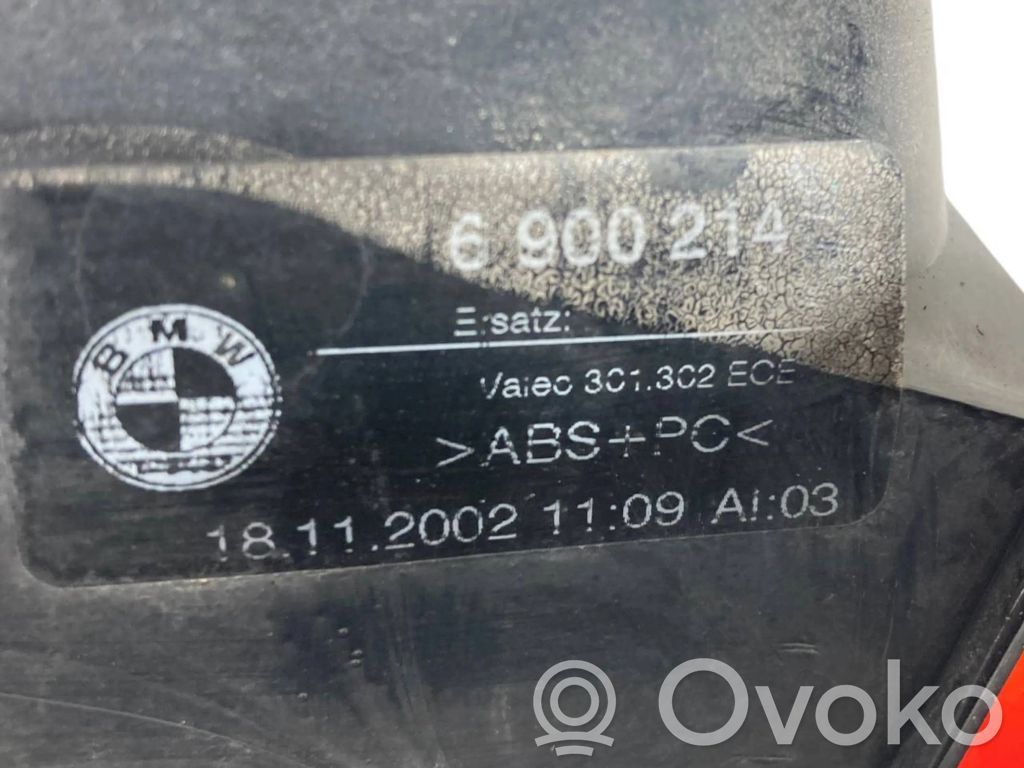 6 900 214
Ersatz:
BMW
Valeo 301.302 ECE
>ABS+PC<
18.11.2002 11:09 AI:03
Ovoko